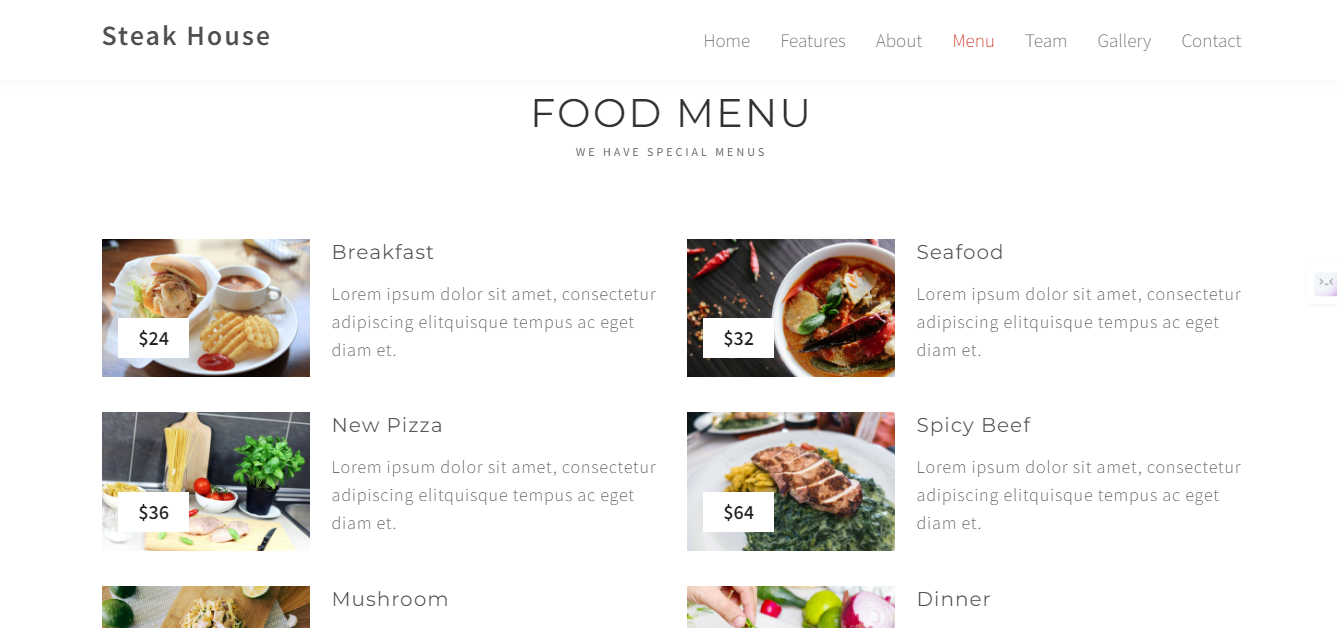 Steak House
Home Features About Menu Team Gallery Contact
FOOD MENU
WE HAVE SPECIAL MENUS
Breakfast
Lorem ipsum dolor sit amet, consectetur
adipiscing elitquisque tempus ac eget
diam et.
$24
Seafood
Lorem ipsum dolor sit amet, consectetur
adipiscing elitquisque tempus ac eget
diam et.
$32
New Pizza
Lorem ipsum dolor sit amet, consectetur
adipiscing elitquisque tempus ac eget
diam et.
$36
Spicy Beef
Lorem ipsum dolor sit amet, consectetur
adipiscing elitquisque tempus ac eget
diam et.
$64
Mushroom
Dinner